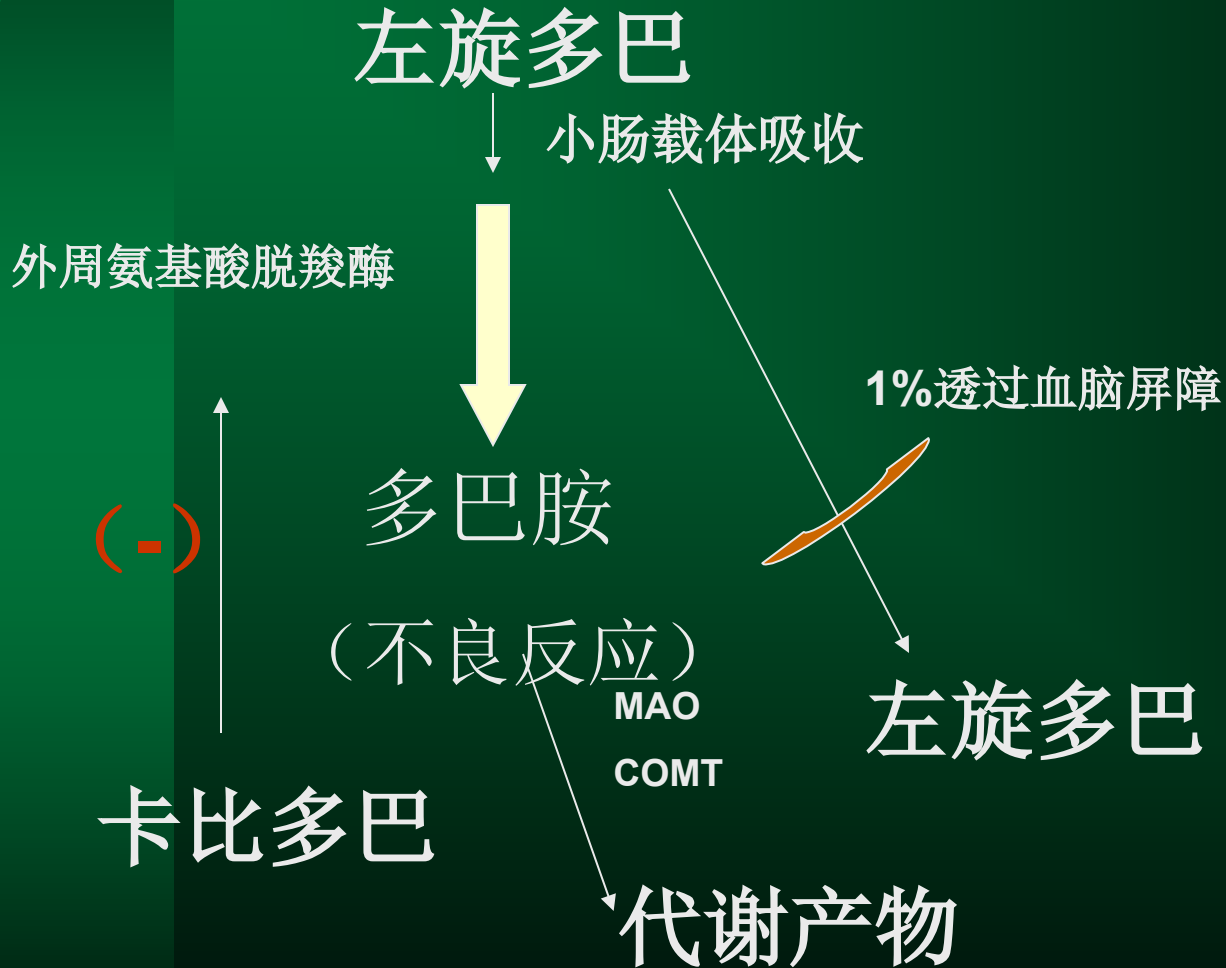 左旋多巴
小肠载体吸收
外周氨基酸脱羧酶
1%透过血脑屏障
多巴胺
(-)
（不良反应）
MAO
COMT
左旋多巴
卡比多巴
代谢产物